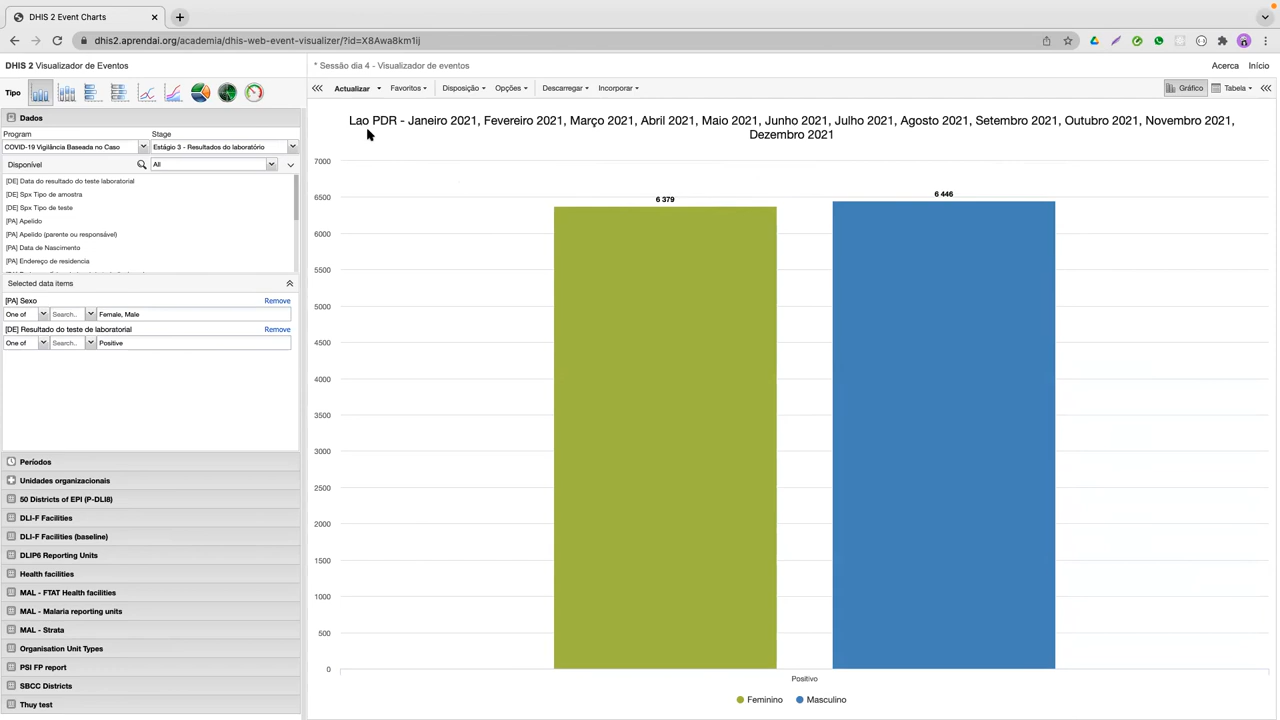 DHIS 2 Event Charts
dhis2.aprendai.org/academia/dhis-web-event-visualizer/?id=X8Awa8km1ij
DHIS 2 Visualizador de Eventos
* Sessão dia 4 - Visualizador de eventos
Acerca Início
Tipo
Actualizar Favoritos Disposição Opções Descarregar Incorporar Gráfico Tabela
Dados
Program Stage
COVID-19 Vigilância Baseada no Caso Estágio 3 - Resultados do laboratório
Disponível All
[DE] Data do resultado do teste laboratorial
[DE] Spx Tipo de amostra
[DE] Spx Tipo de teste
[PA] Apelido
[PA] Apelido (parente ou responsável)
[PA] Data de Nascimento
[PA] Endereço de residencia
Selected data items
[PA] Sexo Remove
One of Search.. Female, Male
[DE] Resultado do teste de laboratorial Remove
One of Search.. Positive
Períodos
Unidades organizacionais
50 Districts of EPI (P-DLI8)
DLI-F Facilities
DLI-F Facilities (baseline)
DLIP6 Reporting Units
Health facilities
MAL - FTAT Health facilities
MAL - Malaria reporting units
MAL - Strata
Organisation Unit Types
PSI FP report
SBCC Districts
Thuy test
Lao PDR - Janeiro 2021, Fevereiro 2021, Março 2021, Abril 2021, Maio 2021, Junho 2021, Julho 2021, Agosto 2021, Setembro 2021, Outubro 2021, Novembro 2021,
Dezembro 2021
7000
6500
6000
5500
5000
4500
4000
3500
3000
2500
2000
1500
1000
500
0
6 379
6 446
Positivo
Feminino Masculino